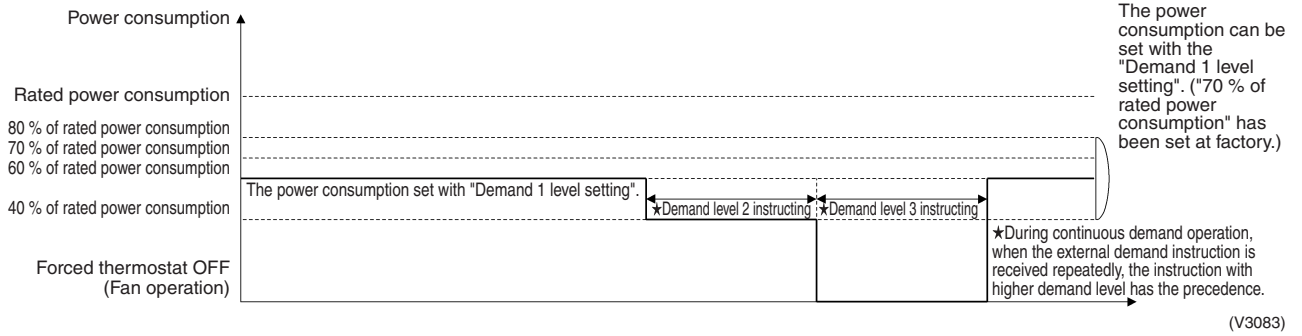 Power consumption
Rated power consumption
80 % of rated power consumption
70 % of rated power consumption
60 % of rated power consumption
40 % of rated power consumption
Forced thermostat OFF
(Fan operation)
The power consumption set with "Demand 1 level setting".
★Demand level 2 instructing
★Demand level 3 instructing
The power
consumption can be
set with the
"Demand 1 level
setting". ("70 % of
rated power
consumption" has
been set at factory.)
★During continuous demand operation,
when the external demand instruction is
received repeatedly, the instruction with
higher demand level has the precedence.
(V3083)